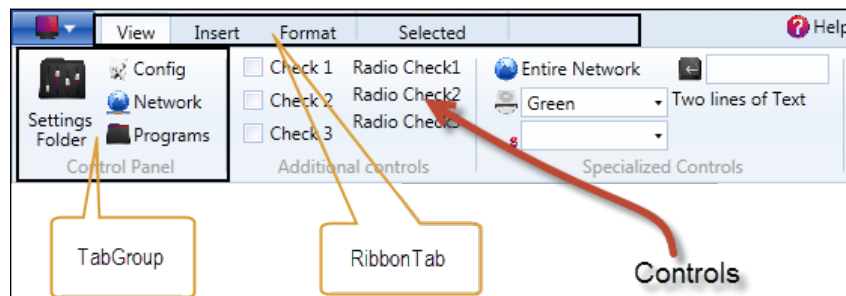 View Insert Format Selected Help
Config Check 1 Radio Check1 Entire Network
Settings Folder Network Check 2 Radio Check2 Green Two lines of Text
Programs Check 3 Radio Check3 $
Control Panel Additional controls Specialized Controls
TabGroup RibbonTab Controls